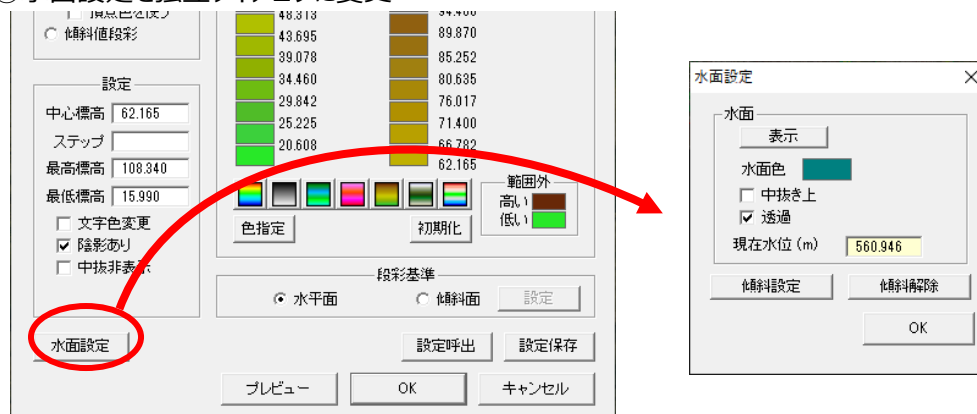 頂点色を使う
傾斜値段彩
48.313
43.695
39.078
34.460
29.842
25.225
20.608
89.870
85.252
80.635
76.017
71.400
66.782
62.165
設定
中心標高 62.165
ステップ
最高標高 108.340
最低標高 15.990
文字色変更
陰影あり
中抜非表示
範囲外
高い
低い
色指定
初期化
段彩基準
水平面
傾斜面
設定
水面設定
設定呼出
設定保存
プレビュー
OK
キャンセル
水面設定
水面
表示
水面色
中抜き上
透過
現在水位 (m) 560.946
傾斜設定
傾斜解除
OK